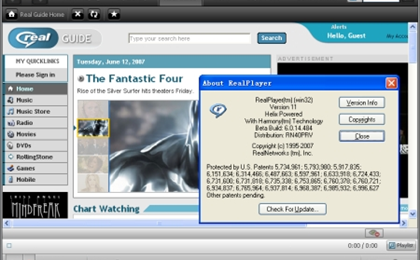 Real Guide Home
real GUIDE
Type your search here
Search
Alerts
Hello, Guest
MY QUICKLINKS
Please Sign in
Home
Music
Music Store
Radio
Movies
DVDs
RollingStone
Games
Mobile
MINDFREAK
Tuesday, June 12, 2007
The Fantastic Four
Rise of the Silver Surfer hits theaters Friday.
Chart Watching
ADVERTISEMENT
About RealPlayer
RealPlayer(tm) (win32)
Version 11
Helix Powered
With Harmony(tm) Technology
Beta Build: 6.0.14.484
Distribution: RN40PRV
Copyright (c) 1995-2007
RealNetworks (tm), Inc.
Version Info
Copyrights
Close
Protected by U.S. Patents 5,734,961; 5,793,980; 5,917,835;
6,151,634; 6,314,466; 6,487,663; 6,597,961; 6,633,918; 6,724,433;
6,731,600; 6,731,810; 6,735,338; 6,753,865; 6,760,378; 6,760,721;
6,934,837; 6,765,964; 6,937,814; 6,968,387; 6,985,932; 6,996,627
Other patents pending.
Check For Update...
0:00 / 0:00
Playlist